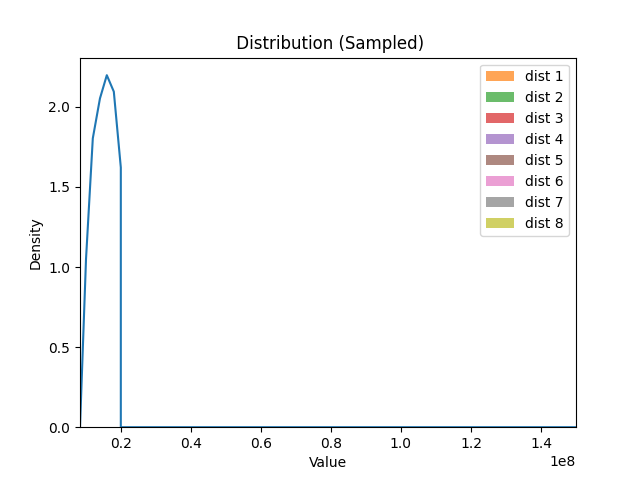 Distribution (Sampled)
dist 1
dist 2
dist 3
dist 4
dist 5
dist 6
dist 7
dist 8
Density
2.0
1.5
1.0
0.5
0.0
0.2 0.4 0.6 0.8 1.0 1.2 1.4
1e8
Value